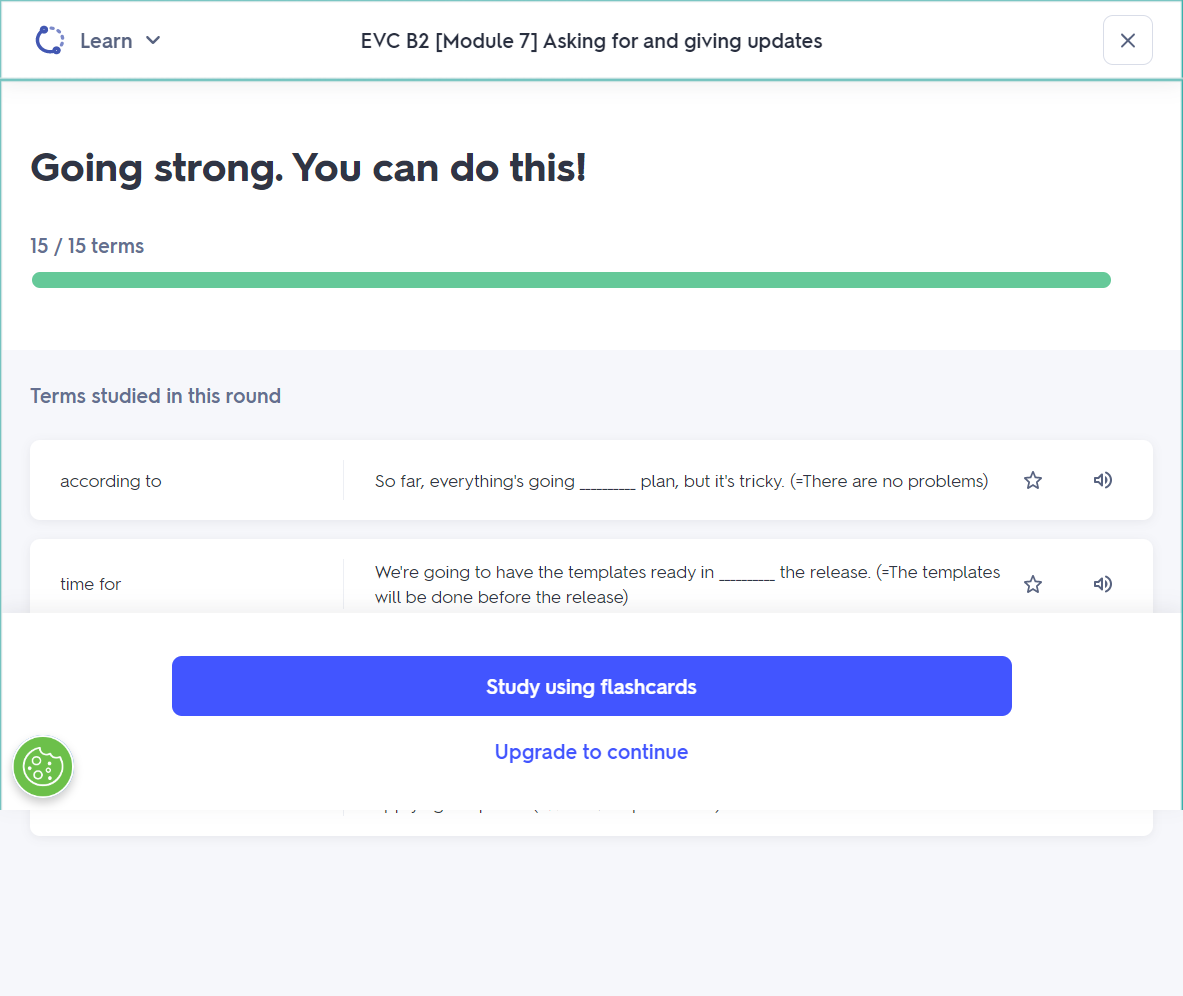 Learn
EVC B2 [Module 7] Asking for and giving updates
Going strong. You can do this!
15 / 15 terms
Terms studied in this round
according to
So far, everything's going ________ plan, but it's tricky. (=There are no problems)
time for
We're going to have the templates ready in ________ the release. (=The templates
will be done before the release)
Study using flashcards
Upgrade to continue